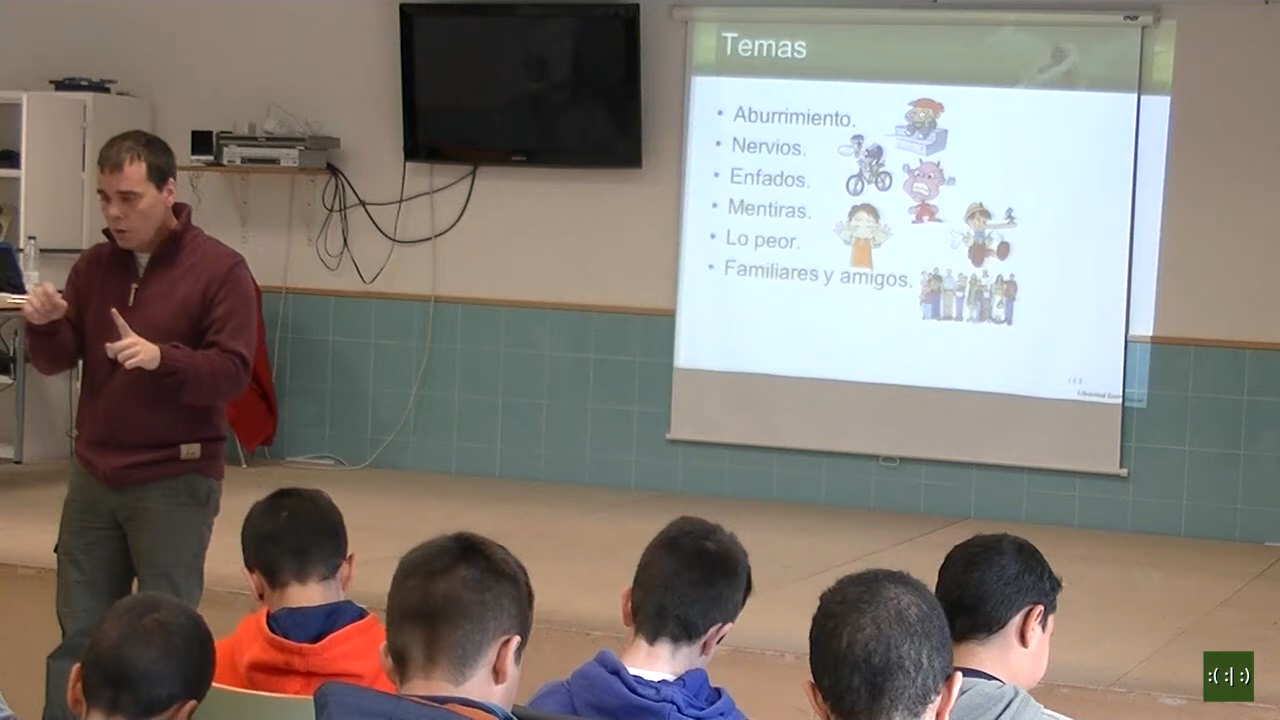 Temas
• Aburrimiento.
• Nervios.
• Enfados.
• Mentiras.
• Lo peor.
• Familiares y amigos.
:( :| :)